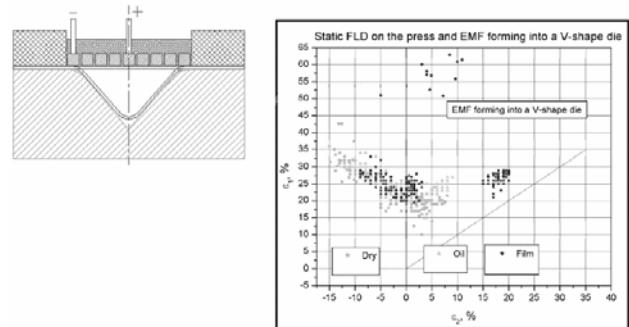 − +
Static FLD on the press and EMF forming into a V-shape die
65
60
55
50
45
40
35
30
25
20
15
10
5
0
-5
ε₁, %
EMF forming into a V-shape die
Dry
Oil
Film
-15 -10 -5 0 5 10 15 20 25 30 35 40
ε₂, %